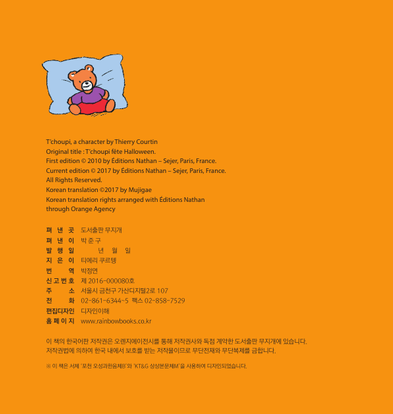 T'choupi, a character by Thierry Courtin
Original title : T'choupi fête Halloween.
First edition © 2010 by Éditions Nathan – Sejer, Paris, France.
Current edition © 2017 by Éditions Nathan – Sejer, Paris, France.
All Rights Reserved.
Korean translation ©2017 by Mujigae
Korean translation rights arranged with Éditions Nathan
through Orange Agency
펴 낸 곳 도서출판 무지개
펴 낸 이 박 준 구
발 행 일 년 월 일
지 은 이 티에리 쿠르탱
번 역 박정연
신 고 번 호 제 2016-000080호
주 소 서울시 금천구 가산디지털2로 107
전 화 02-861-6344~5 팩스 02-858-7529
편집디자인 디자인이해
홈 페 이 지 www.rainbowbooks.co.kr
이 책의 한국어판 저작권은 오렌지에이전시를 통해 저작권사와 독점 계약한 도서출판 무지개에 있습니다.
저작권법에 의하여 한국 내에서 보호를 받는 저작물이므로 무단전재와 무단복제를 금합니다.
※ 이 책은 서체 '포천 오성과한음체B'와 'KT&G 상상본문체M'을 사용하여 디자인되었습니다.